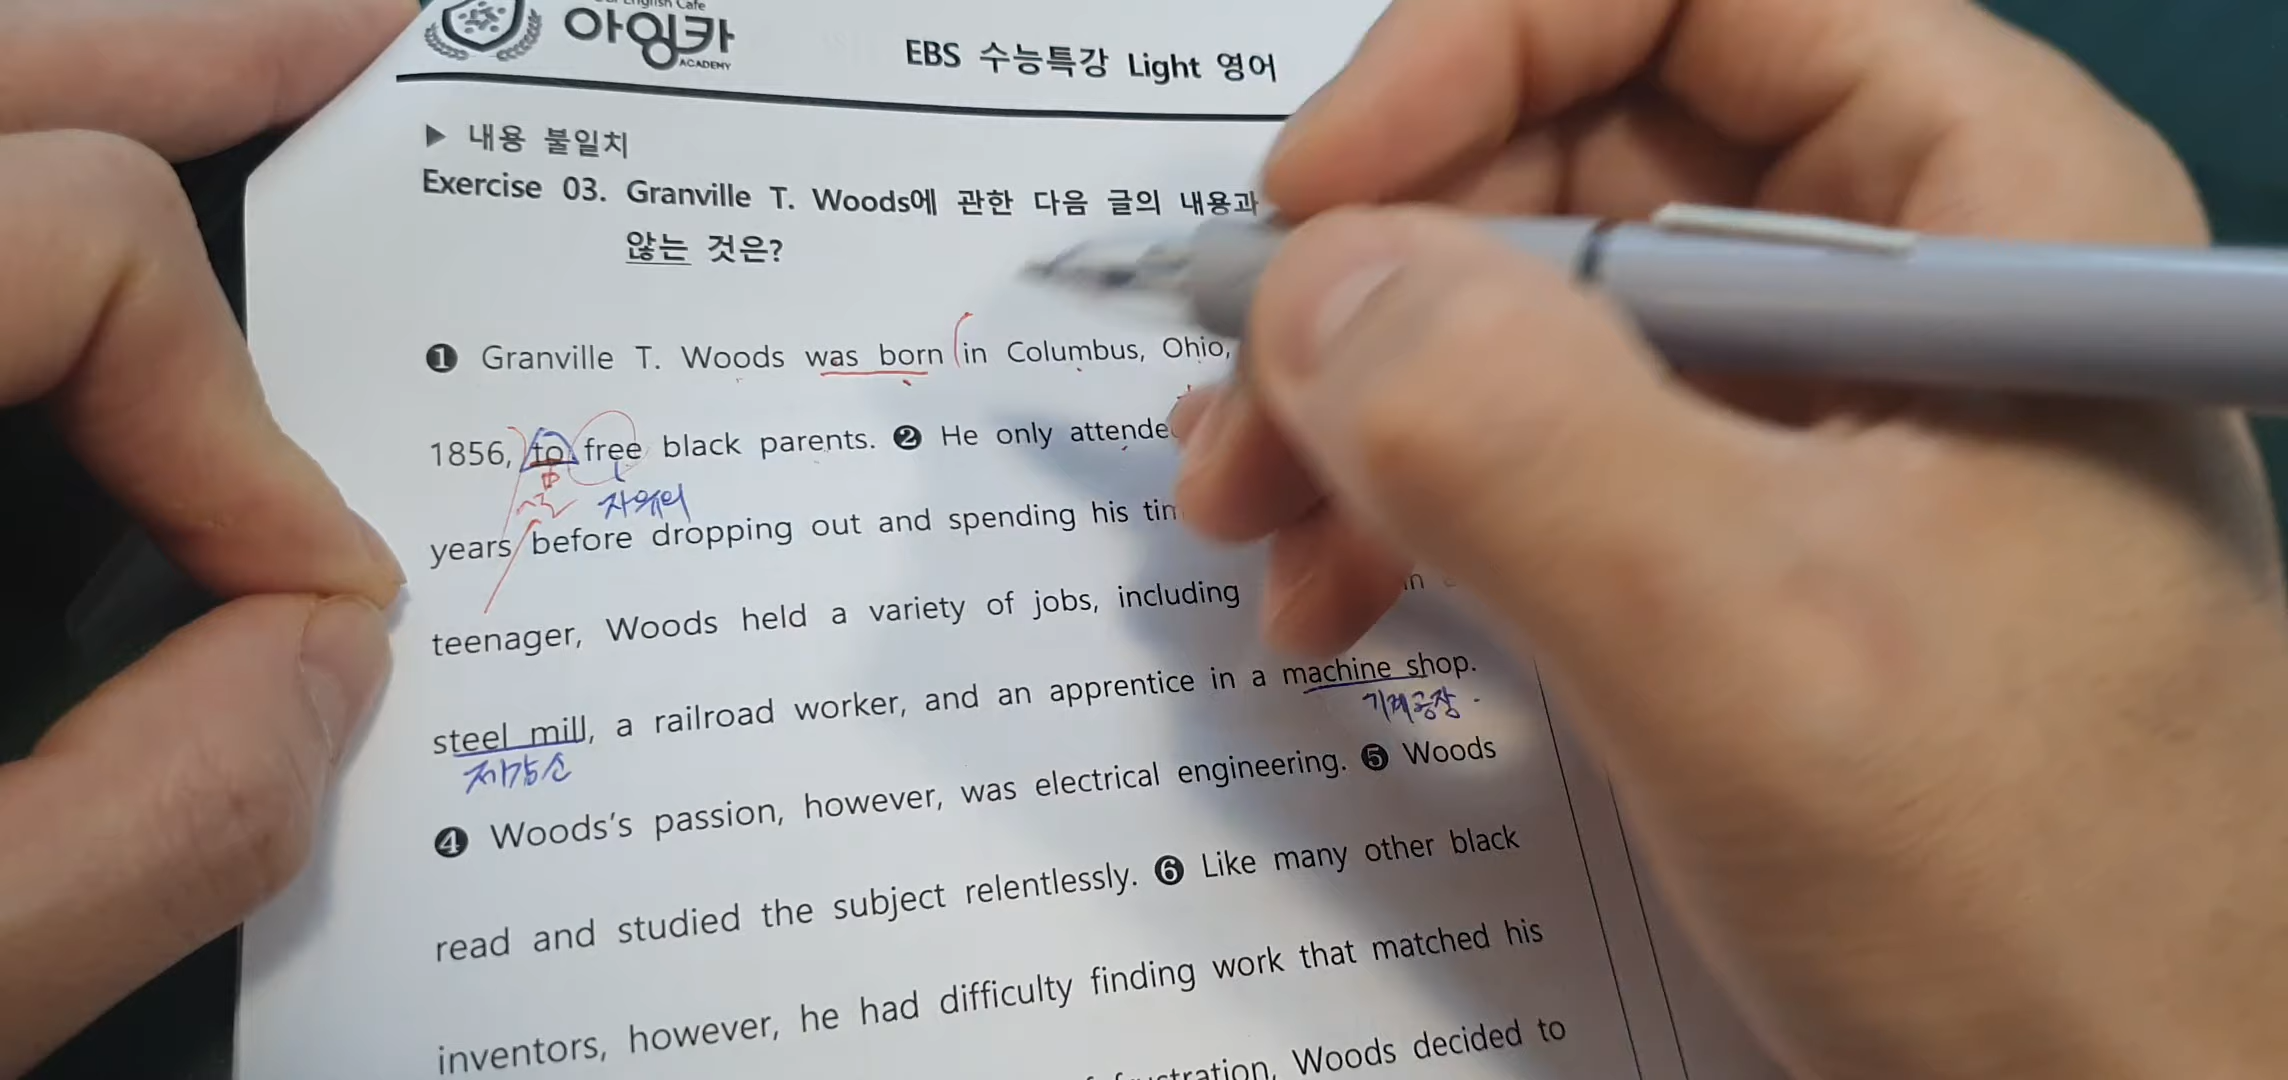 English Cafe
아잉카
ACADEMY
EBS 수능특강 Light 영어
▶ 내용 불일치
Exercise 03. Granville T. Woods에 관한 다음 글의 내용과
않는 것은?
❶ Granville T. Woods was born in Columbus, Ohio,
1856, to free black parents. ❷ He only attende
자유의
years before dropping out and spending his tim
teenager, Woods held a variety of jobs, including in
steel mill, a railroad worker, and an apprentice in a machine shop.
제강소
기계공장
❹ Woods's passion, however, was electrical engineering. ❺ Woods
read and studied the subject relentlessly. ❻ Like many other black
inventors, however, he had difficulty finding work that matched his
frustration, Woods decided to